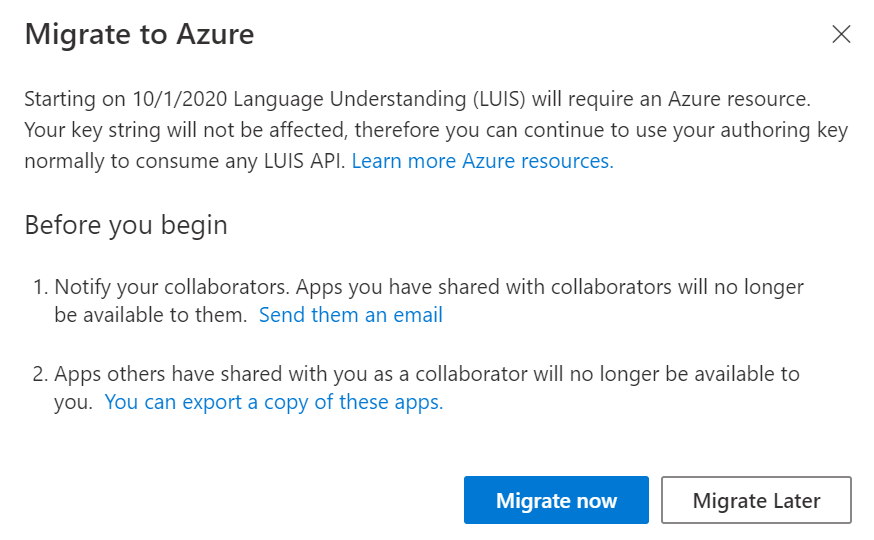 Migrate to Azure
Starting on 10/1/2020 Language Understanding (LUIS) will require an Azure resource.
Your key string will not be affected, therefore you can continue to use your authoring key
normally to consume any LUIS API. Learn more Azure resources.
Before you begin
1. Notify your collaborators. Apps you have shared with collaborators will no longer
be available to them. Send them an email
2. Apps others have shared with you as a collaborator will no longer be available to
you. You can export a copy of these apps.
Migrate now
Migrate Later